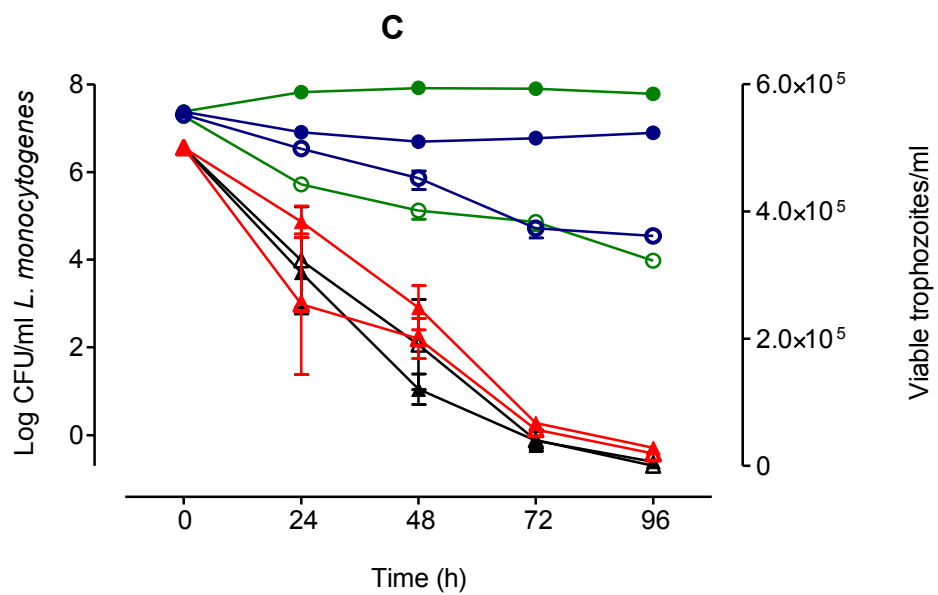 C
Log CFU/ml L. monocytogenes
8
6
4
2
0
6.0×10⁵
4.0×10⁵
2.0×10⁵
0
Viable trophozoites/ml
0 24 48 72 96
Time (h)